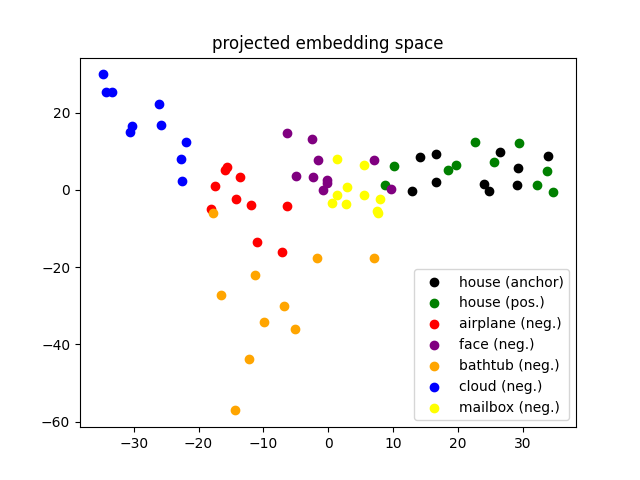 projected embedding space
20
0
−20
−40
−60
−30
−20
−10
0
10
20
30
house (anchor)
house (pos.)
airplane (neg.)
face (neg.)
bathtub (neg.)
cloud (neg.)
mailbox (neg.)